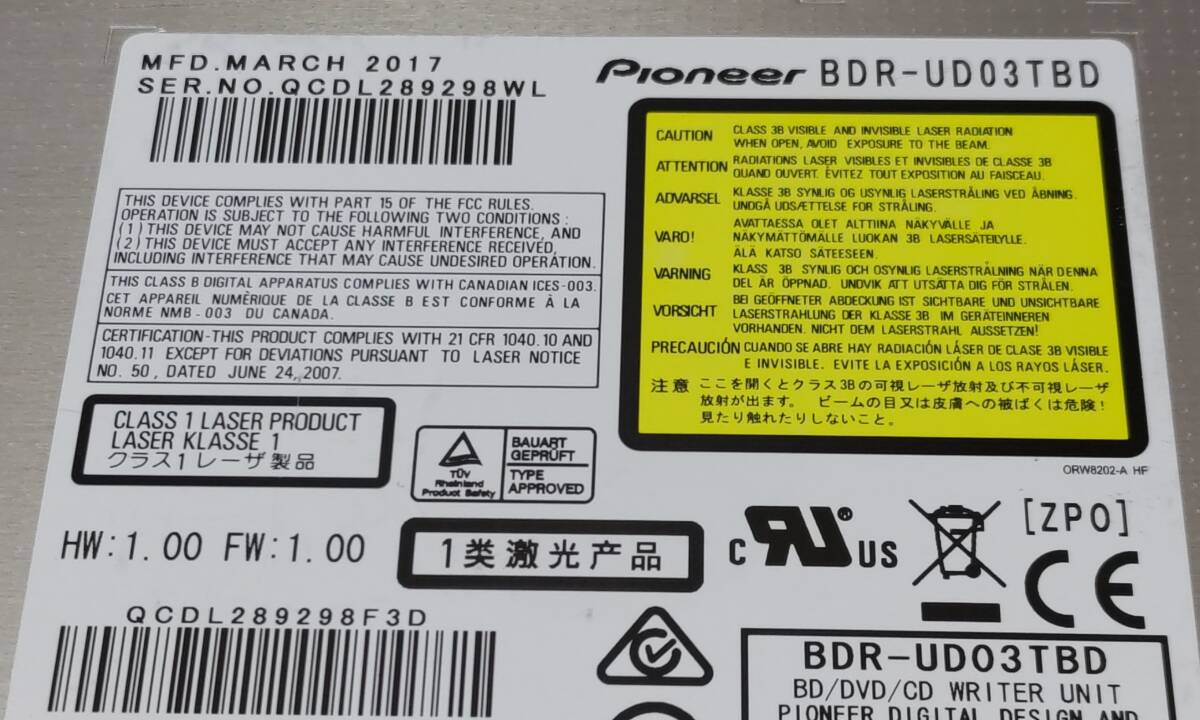 MFD.MARCH 2017
SER.NO.QCDL289298WL
Pioneer BDR-UD03TBD
CAUTION CLASS 3B VISIBLE AND INVISIBLE LASER RADIATION
WHEN OPEN, AVOID EXPOSURE TO THE BEAM.
ATTENTION RADIATIONS LASER VISIBLES ET INVISIBLES DE CLASSE 3B
QUAND OUVERT. ÉVITEZ TOUT EXPOSITION AU FAISCEAU.
ADVARSEL KLASSE 3B SYNLIG OG USYNLIG LASERSTRÅLING VED ÅBNING.
UNDGÅ UDSÆTTELSE FOR STRÅLING.
VARO! AVATTAESSA OLET ALTTIINA NÄKYVÄLLE JA
NÄKYMÄTTÖMÄLLE LUOKAN 3B LASERSÄTEILYLLE.
ÄLÄ KATSO SÄTEESEEN.
VARNING KLASS 3B SYNLIG OCH OSYNLIG LASERSTRÅLNING NÄR DENNA
DEL ÄR ÖPPNAD. UNDVIK ATT UTSÄTTA DIG FÖR STRÅLEN.
VORSICHT BEI GEÖFFNETER ABDECKUNG IST SICHTBARE UND UNSICHTBARE
LASERSTRAHLUNG DER KLASSE 3B IM GERÄTEINNEREN
VORHANDEN. NICHT DEM LASERSTRAHL AUSSETZEN!
PRECAUCIÓN CUANDO SE ABRE HAY RADIACIÓN LÁSER DE CLASE 3B VISIBLE
E INVISIBLE. EVITE LA EXPOSICIÓN A LOS RAYOS LÁSER.
注意 ここを開くとクラス3Bの可視レーザ放射及び不可視レーザ
放射が出ます。 ビームの目又は皮膚への被ばくは危険！
見たり触れたりしないこと。
ORW8202-A HF
THIS DEVICE COMPLIES WITH PART 15 OF THE FCC RULES.
OPERATION IS SUBJECT TO THE FOLLOWING TWO CONDITIONS :
(1) THIS DEVICE MAY NOT CAUSE HARMFUL INTERFERENCE, AND
(2) THIS DEVICE MUST ACCEPT ANY INTERFERENCE RECEIVED,
INCLUDING INTERFERENCE THAT MAY CAUSE UNDESIRED OPERATION.
THIS CLASS B DIGITAL APPARATUS COMPLIES WITH CANADIAN ICES-003.
CET APPAREIL NUMÈRIQUE DE LA CLASSE B EST CONFORME À LA
NORME NMB-003 DU CANADA.
CERTIFICATION-THIS PRODUCT COMPLIES WITH 21 CFR 1040.10 AND
1040.11 EXCEPT FOR DEVIATIONS PURSUANT TO LASER NOTICE
NO. 50, DATED JUNE 24, 2007.
CLASS 1 LASER PRODUCT
LASER KLASSE 1
クラス1レーザ製品
TÜV
Rheinland
Product Safety
BAUART
GEPRÜFT
TYPE
APPROVED
HW:1.00 FW:1.00
1类激光产品
C RU® US
[ZPO]
CE
QCDL289298F3D
BDR-UD03TBD
BD/DVD/CD WRITER UNIT
PIONEER DIGITAL DESIGN AND